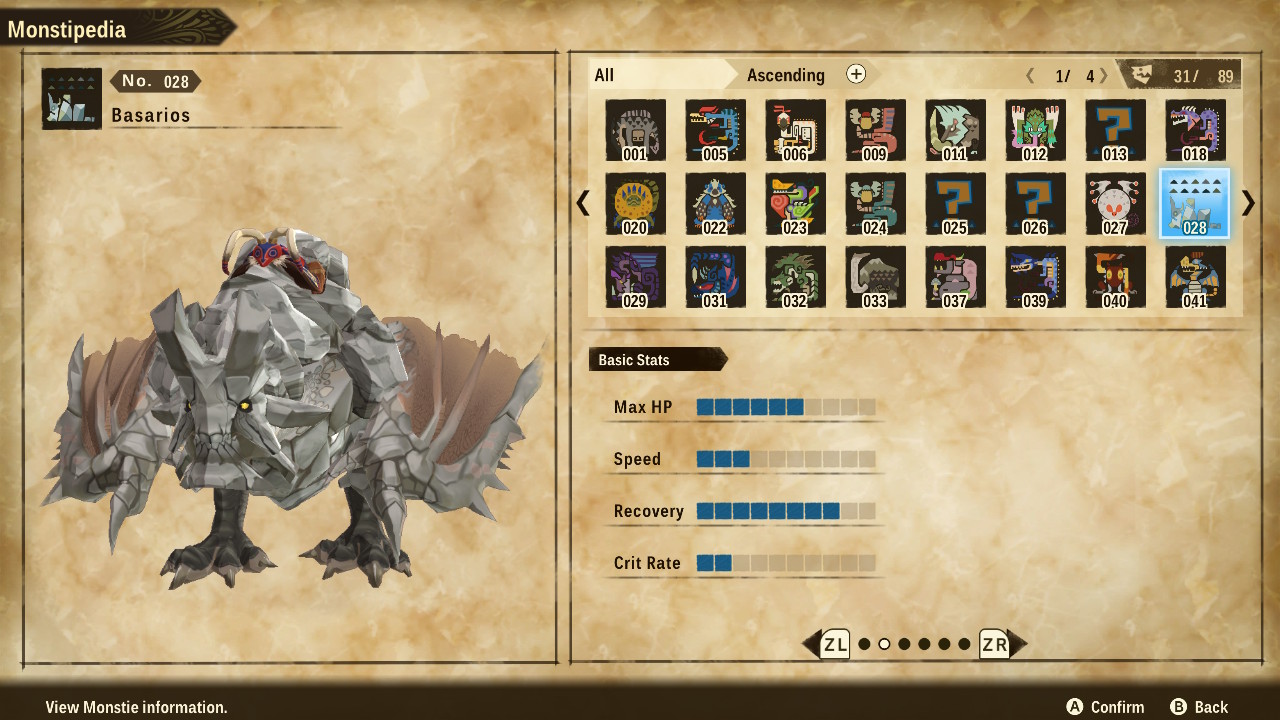 Monstipedia
No. 028
Basarios
All
Ascending
1/ 4
31/ 89
001 005 006 009 011 012 013 018
020 022 023 024 025 026 027 028
029 031 032 033 037 039 040 041
Basic Stats
Max HP
Speed
Recovery
Crit Rate
ZL ZR
View Monstie information.
A Confirm B Back